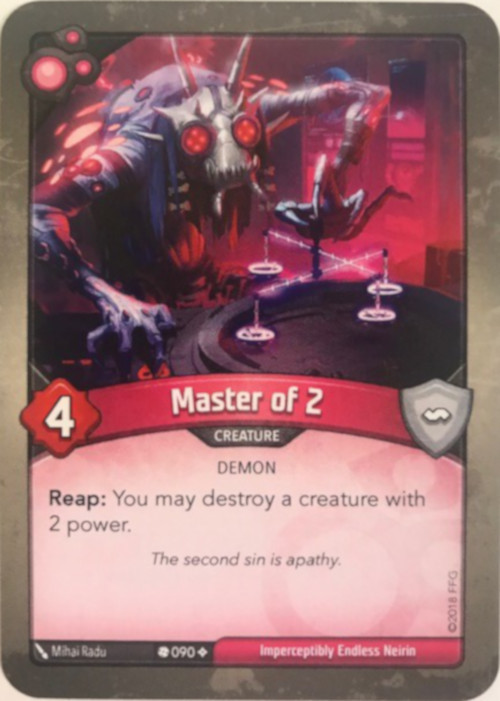 Master of 2
4
CREATURE
DEMON
Reap: You may destroy a creature with
2 power.
The second sin is apathy.
©2018 FFG
Mihai Radu
090
Imperceptibly Endless Neirin